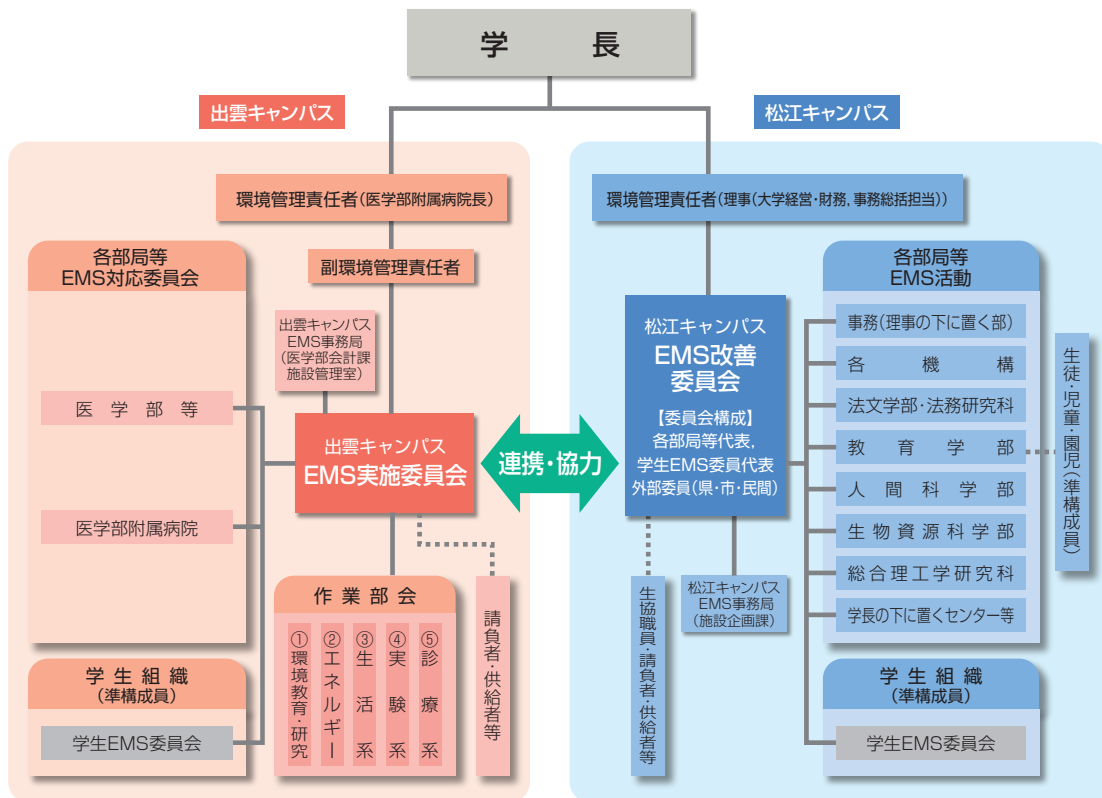 学長
出雲キャンパス
松江キャンパス
環境管理責任者(医学部附属病院長)
副環境管理責任者
各部局等
EMS対応委員会
医学部等
医学部附属病院
出雲キャンパス
EMS事務局
(医学部会計課
施設管理室)
出雲キャンパス
EMS実施委員会
作業部会
①環境教育・研究
②エネルギー
③生活系
④実験系
⑤診療系
請負者・供給者等
学生組織
(準構成員)
学生EMS委員会
連携・協力
環境管理責任者(理事(大学経営・財務,事務総括担当))
松江キャンパス
EMS改善
委員会
【委員会構成】
各部局等代表,
学生EMS委員代表
外部委員(県・市・民間)
生協職員・請負者・供給者等
松江キャンパス
EMS事務局
(施設企画課)
各部局等
EMS活動
事務(理事の下に置く部)
各機構
法文学部・法務研究科
教育学部
人間科学部
生物資源科学部
総合理工学研究科
学長の下に置くセンター等
生徒・児童・園児(準構成員)
学生組織
(準構成員)
学生EMS委員会